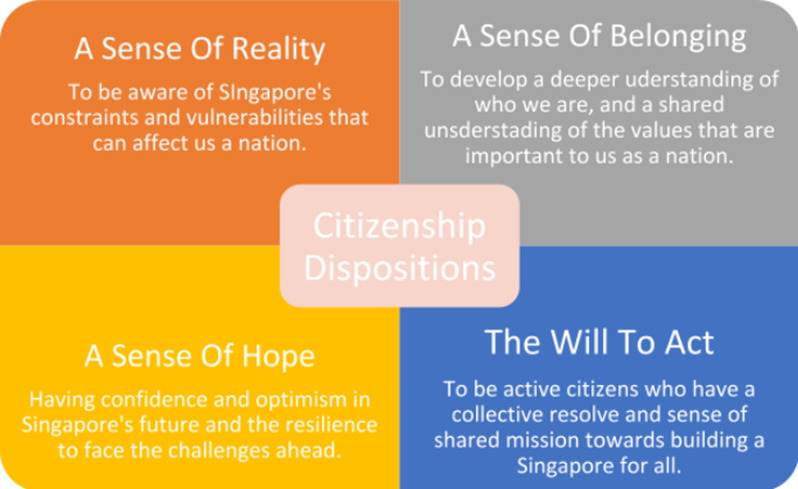 A Sense Of Reality
To be aware of SIngapore's
constraints and vulnerabilities that
can affect us a nation.
A Sense Of Belonging
To develop a deeper uderstanding of
who we are, and a shared
unsderstading of the values that are
important to us as a nation.
Citizenship
Dispositions
A Sense Of Hope
Having confidence and optimism in
Singapore's future and the resilience
to face the challenges ahead.
The Will To Act
To be active citizens who have a
collective resolve and sense of
shared mission towards building a
Singapore for all.